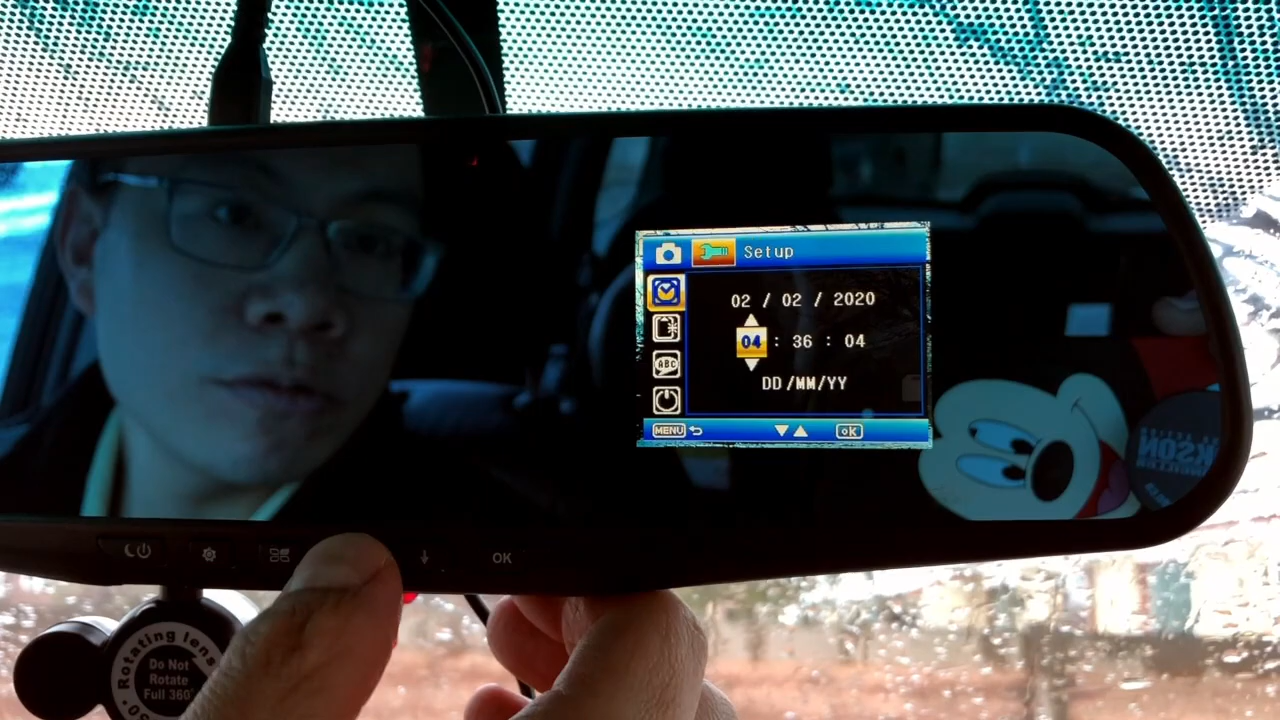 Setup
02 / 02 / 2020
04 : 36 : 04
ABC
DD/MM/YY
MENU
OK
OK
Rotating lens
Do Not
Rotate
Full 360°